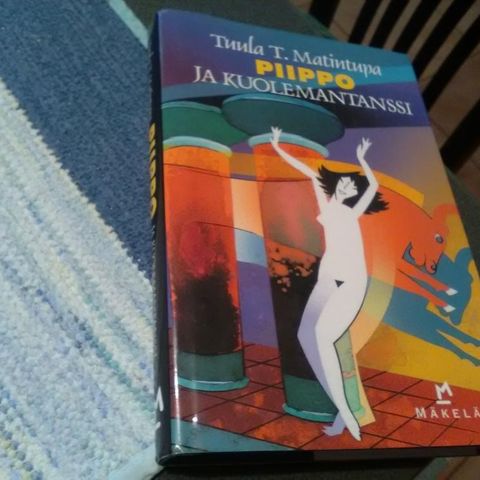 Tuula T. Matintupa
PIIPPO
JA KUOLEMANTANSSI
M
MÄKELÄ
PIIPPO
M